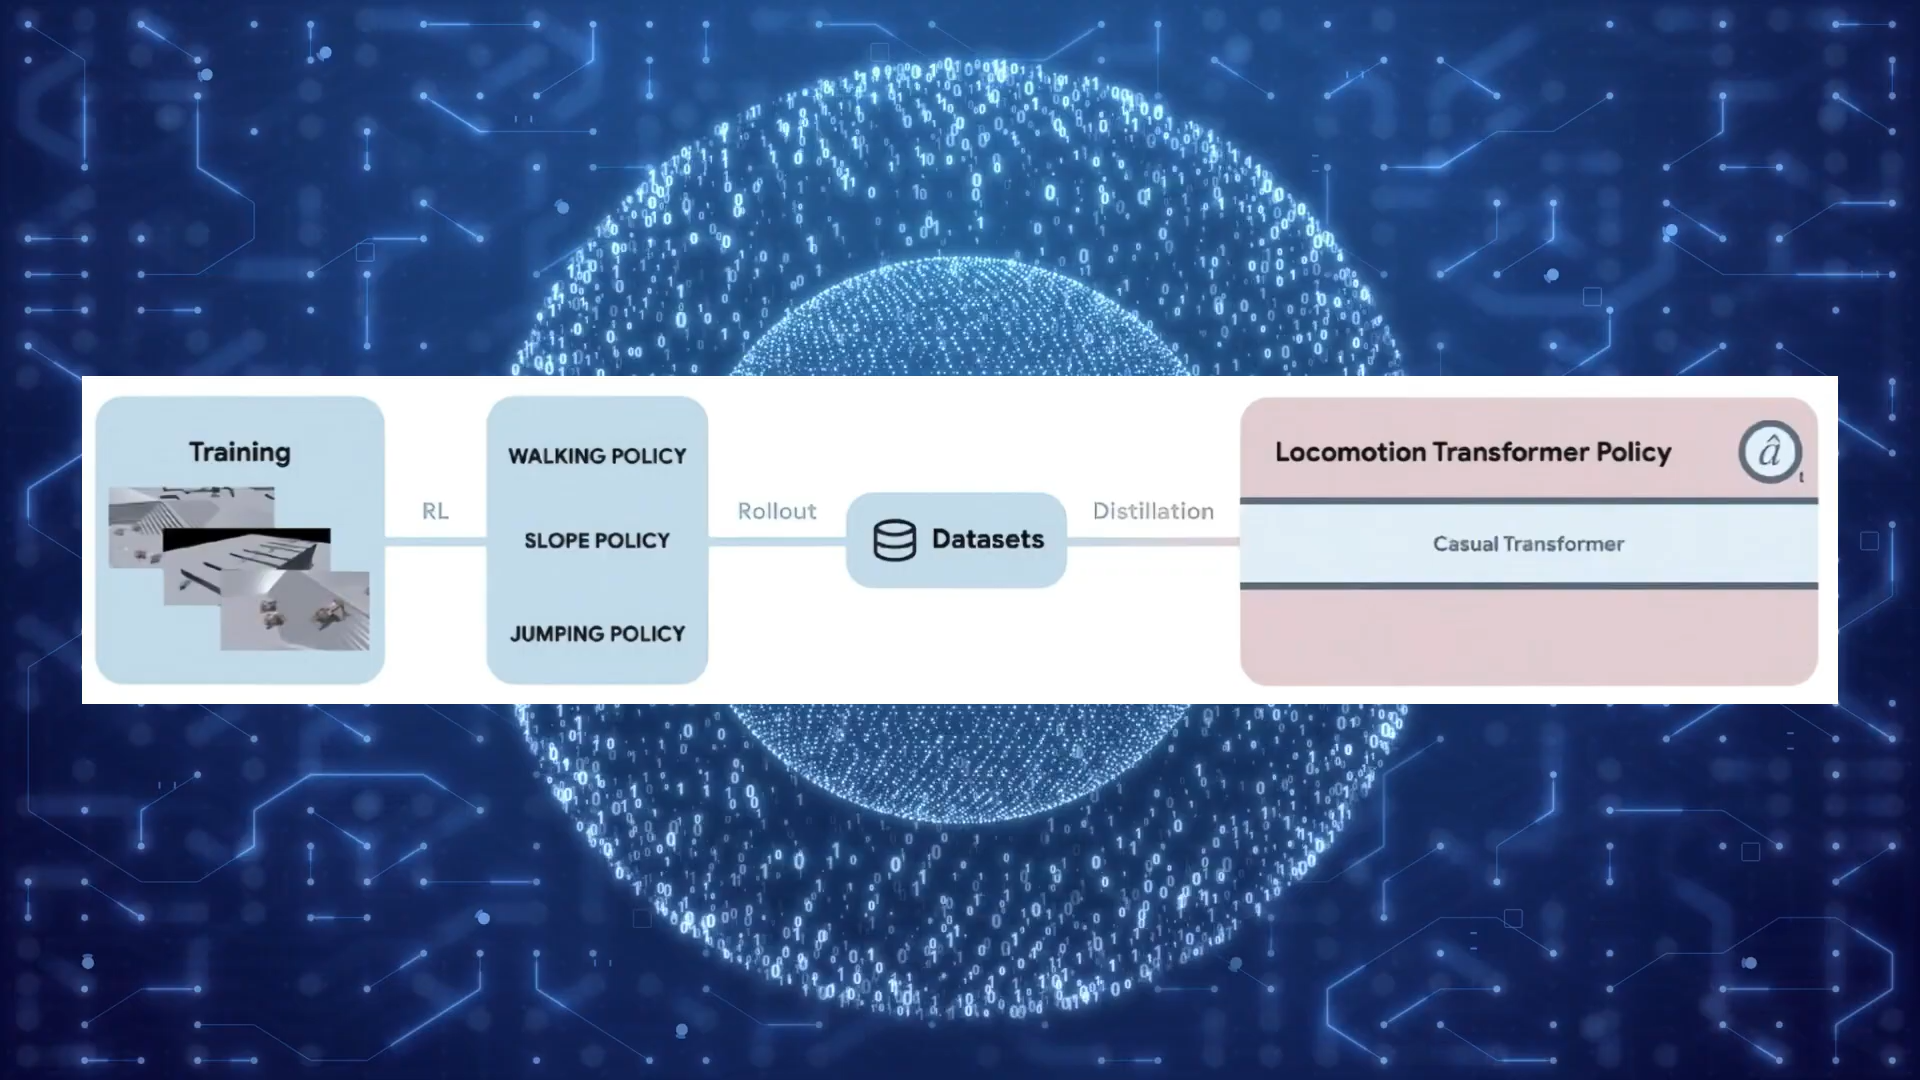 Training
RL
WALKING POLICY
SLOPE POLICY
JUMPING POLICY
Rollout
Datasets
Distillation
Locomotion Transformer Policy
â
t
Casual Transformer